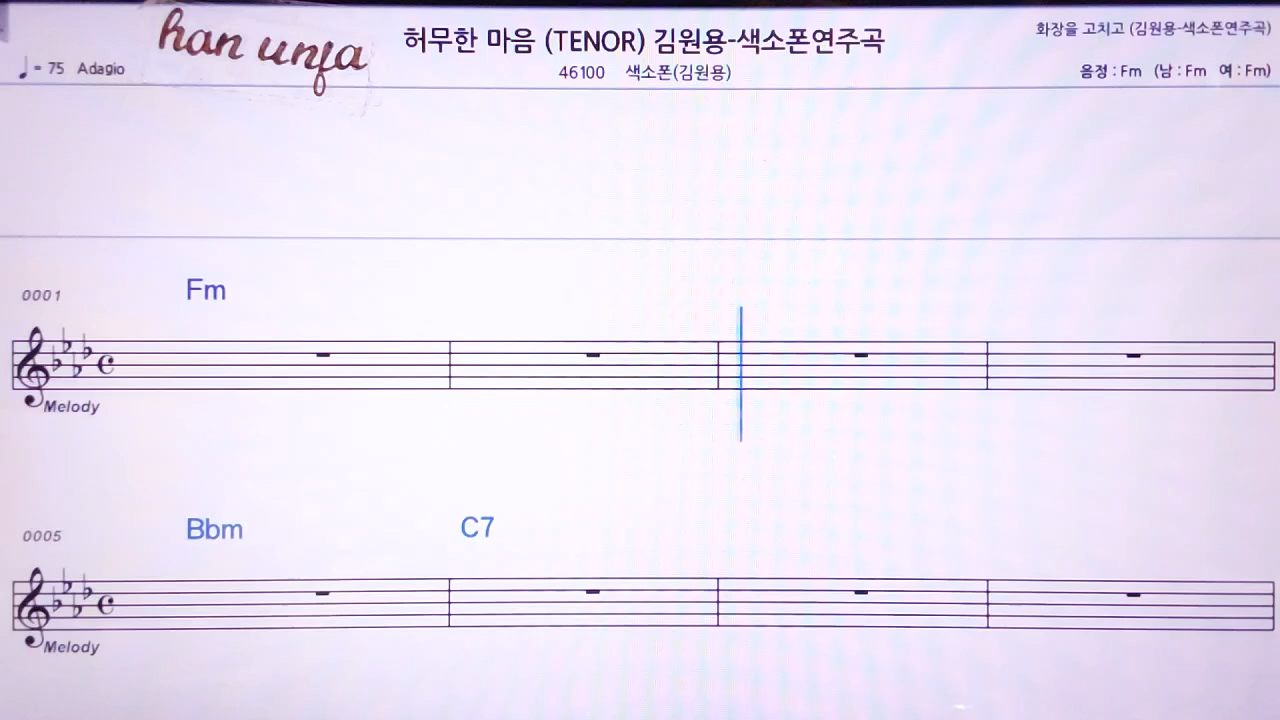 han unfa
허무한 마음 (TENOR) 김원용-색소폰연주곡
화장을 고치고 (김원용-색소폰연주곡)
♩= 75 Adagio
46100 색소폰(김원용)
음정 : Fm (남 : Fm 여 : Fm)
0001
Fm
Melody
0005
Bbm C7
Melody